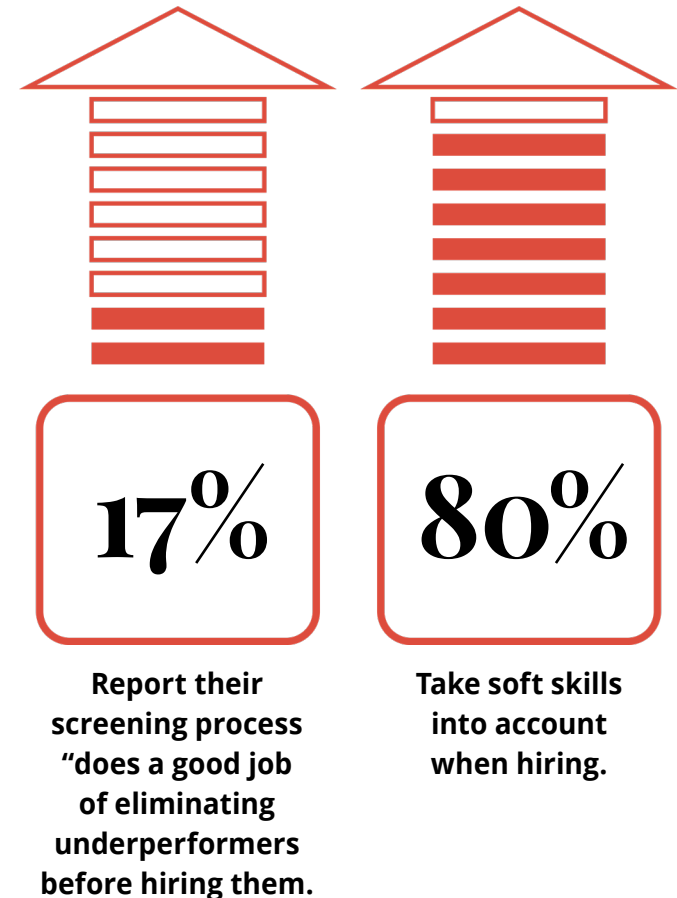 17%
Report their
screening process
“does a good job
of eliminating
underperformers
before hiring them.
80%
Take soft skills
into account
when hiring.